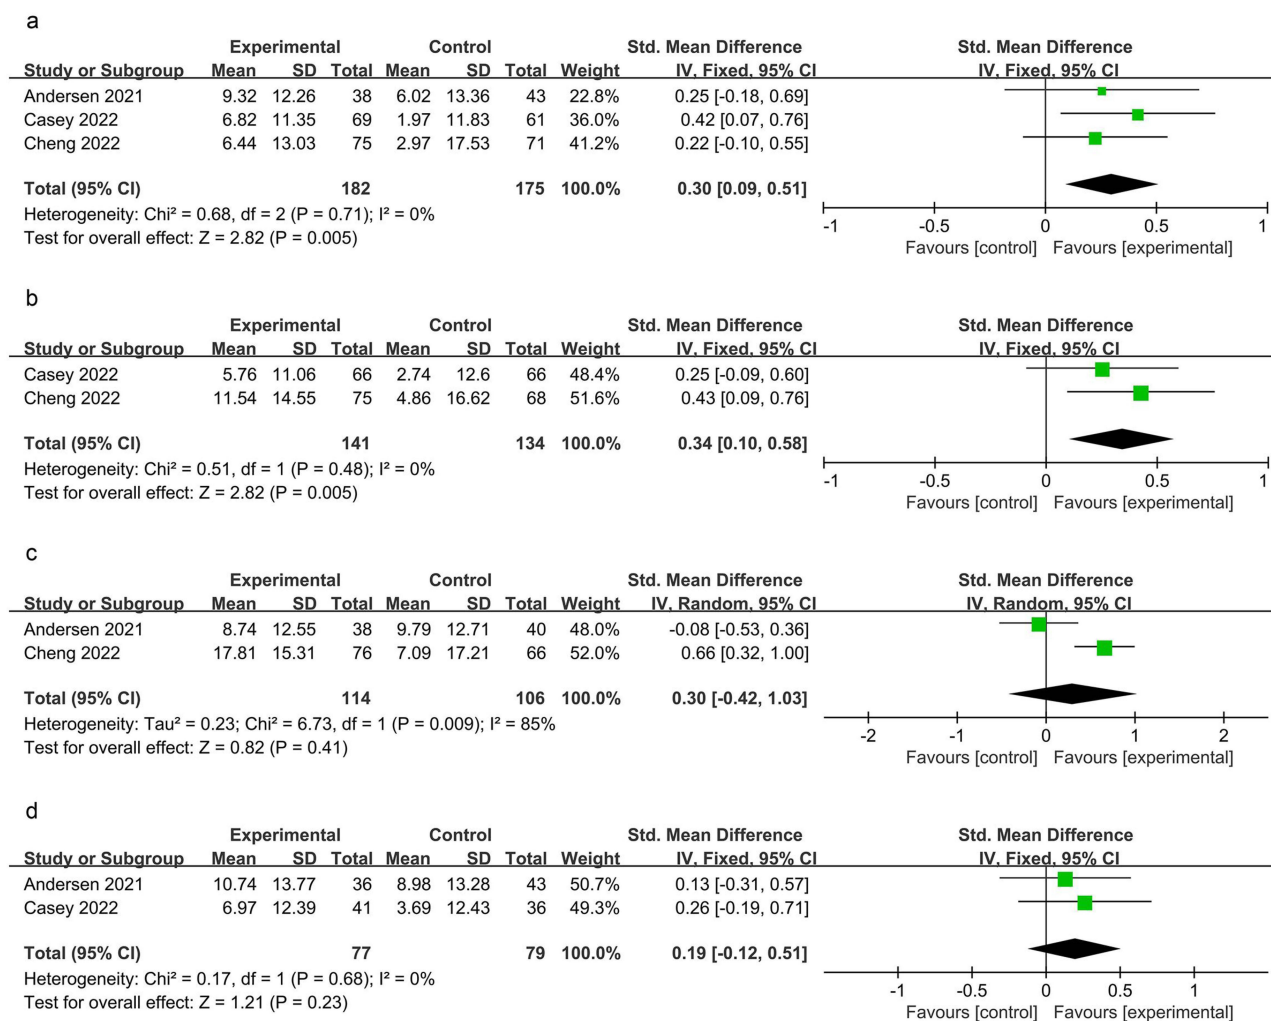 a
Experimental Control Std. Mean Difference Std. Mean Difference
Study or Subgroup Mean SD Total Mean SD Total Weight IV, Fixed, 95% CI IV, Fixed, 95% CI
Andersen 2021 9.32 12.26 38 6.02 13.36 43 22.8% 0.25 [-0.18, 0.69]
Casey 2022 6.82 11.35 69 1.97 11.83 61 36.0% 0.42 [0.07, 0.76]
Cheng 2022 6.44 13.03 75 2.97 17.53 71 41.2% 0.22 [-0.10, 0.55]
Total (95% CI) 182 175 100.0% 0.30 [0.09, 0.51]
Heterogeneity: Chi² = 0.68, df = 2 (P = 0.71); I² = 0%
Test for overall effect: Z = 2.82 (P = 0.005)
-1 -0.5 0 0.5 1
Favours [control] Favours [experimental]
b
Experimental Control Std. Mean Difference Std. Mean Difference
Study or Subgroup Mean SD Total Mean SD Total Weight IV, Fixed, 95% CI IV, Fixed, 95% CI
Casey 2022 5.76 11.06 66 2.74 12.6 66 48.4% 0.25 [-0.09, 0.60]
Cheng 2022 11.54 14.55 75 4.86 16.62 68 51.6% 0.43 [0.09, 0.76]
Total (95% CI) 141 134 100.0% 0.34 [0.10, 0.58]
Heterogeneity: Chi² = 0.51, df = 1 (P = 0.48); I² = 0%
Test for overall effect: Z = 2.82 (P = 0.005)
-1 -0.5 0 0.5 1
Favours [control] Favours [experimental]
c
Experimental Control Std. Mean Difference Std. Mean Difference
Study or Subgroup Mean SD Total Mean SD Total Weight IV, Random, 95% CI IV, Random, 95% CI
Andersen 2021 8.74 12.55 38 9.79 12.71 40 48.0% -0.08 [-0.53, 0.36]
Cheng 2022 17.81 15.31 76 7.09 17.21 66 52.0% 0.66 [0.32, 1.00]
Total (95% CI) 114 106 100.0% 0.30 [-0.42, 1.03]
Heterogeneity: Tau² = 0.23; Chi² = 6.73, df = 1 (P = 0.009); I² = 85%
Test for overall effect: Z = 0.82 (P = 0.41)
-2 -1 0 1 2
Favours [control] Favours [experimental]
d
Experimental Control Std. Mean Difference Std. Mean Difference
Study or Subgroup Mean SD Total Mean SD Total Weight IV, Fixed, 95% CI IV, Fixed, 95% CI
Andersen 2021 10.74 13.77 36 8.98 13.28 43 50.7% 0.13 [-0.31, 0.57]
Casey 2022 6.97 12.39 41 3.69 12.43 36 49.3% 0.26 [-0.19, 0.71]
Total (95% CI) 77 79 100.0% 0.19 [-0.12, 0.51]
Heterogeneity: Chi² = 0.17, df = 1 (P = 0.68); I² = 0%
Test for overall effect: Z = 1.21 (P = 0.23)
-1 -0.5 0 0.5 1
Favours [control] Favours [experimental]